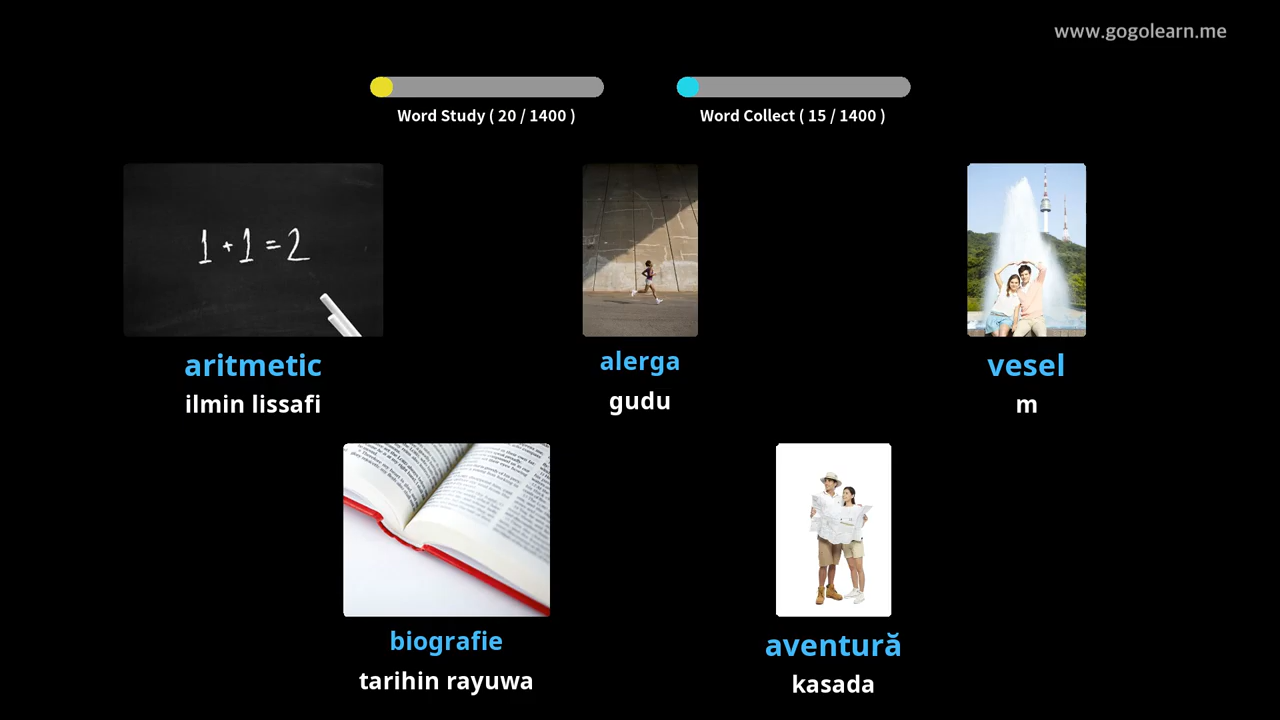 www.gogolearn.me
Word Study ( 20 / 1400 )
Word Collect ( 15 / 1400 )
1 + 1 = 2
aritmetic
ilmin lissafi
alerga
gudu
vesel
m
biografie
tarihin rayuwa
aventură
kasada